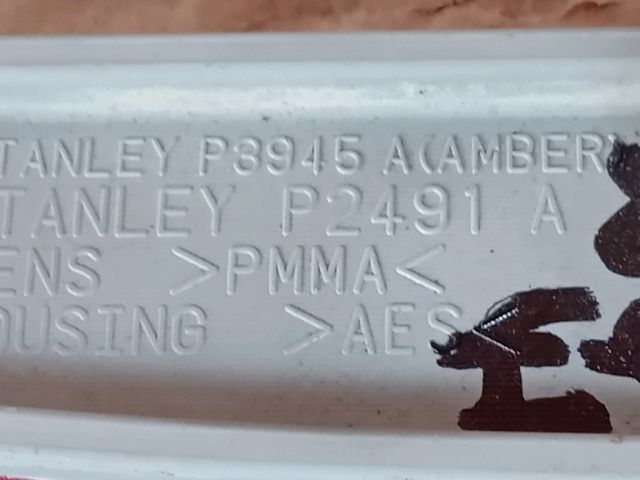 TANLEY P3945 A(AMBER)
TANLEY P2491 A
ENS >PMMA<
OUSING >AES<